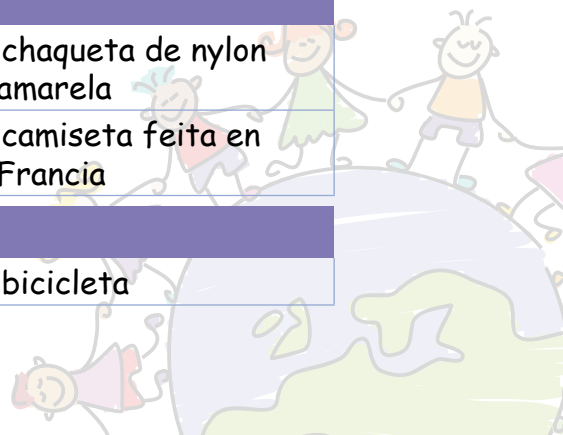 chaqueta de nylon
amarela
camiseta feita en
Francia
bicicleta